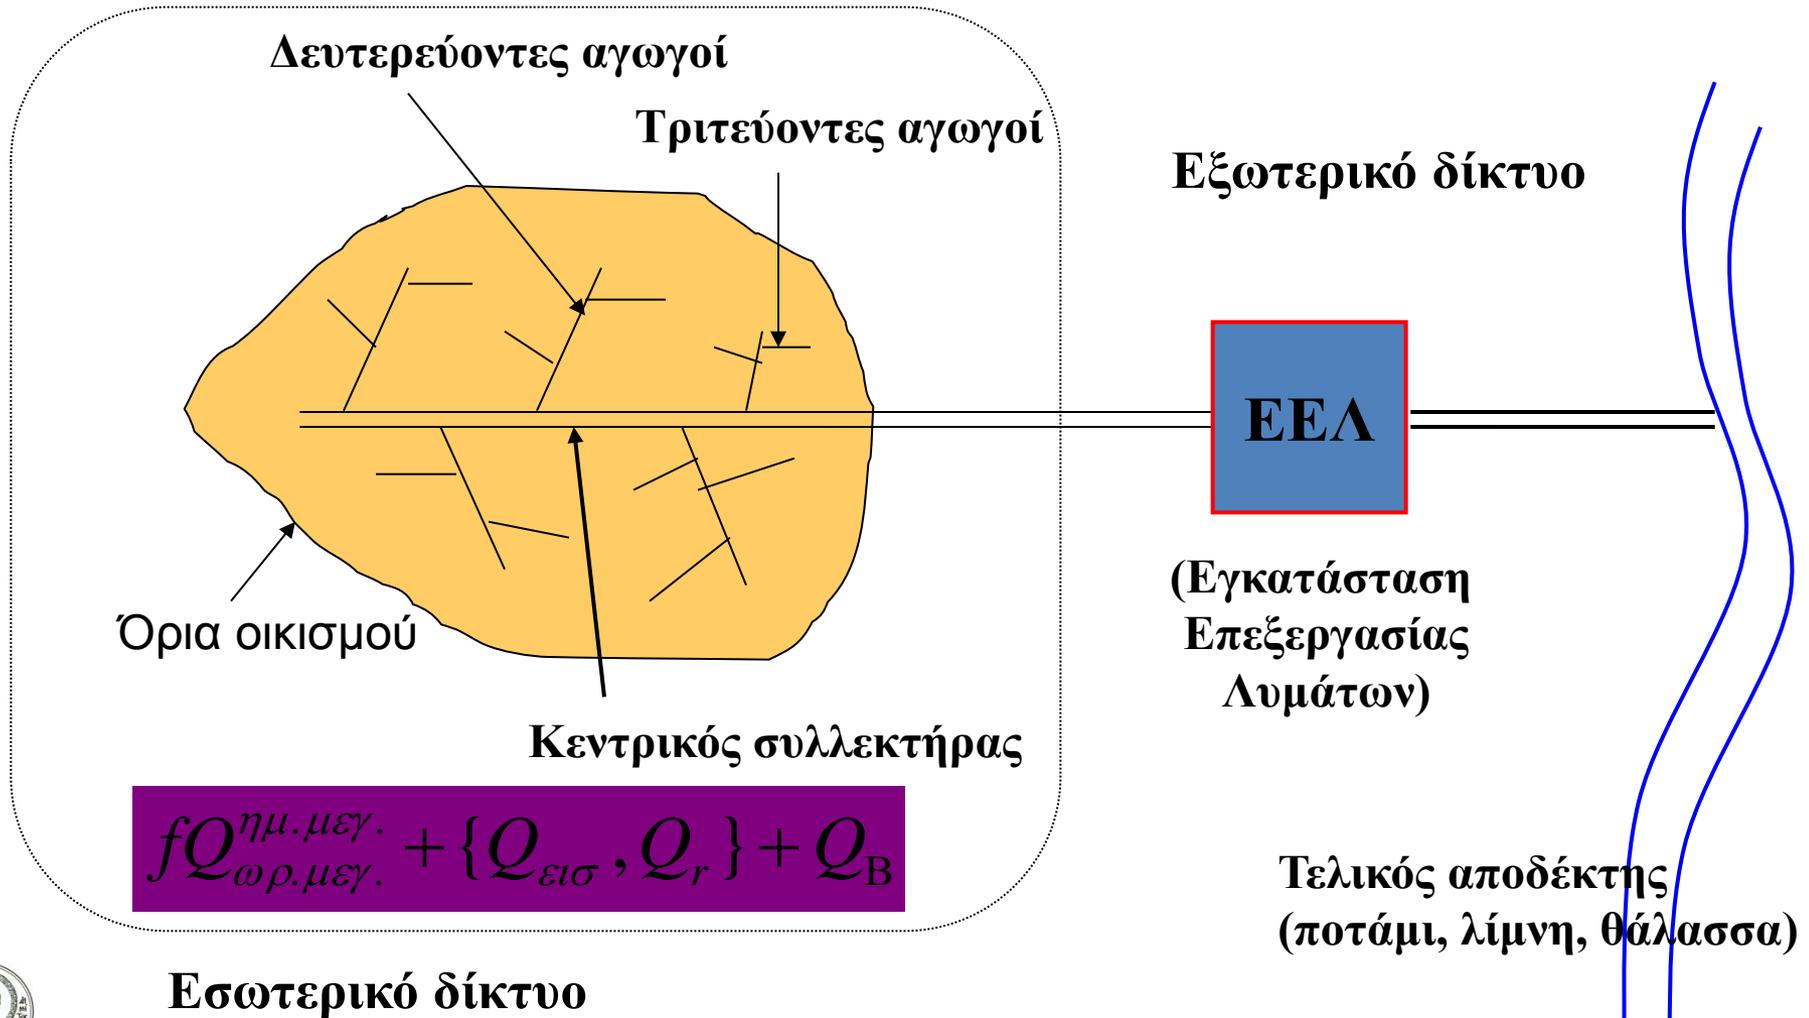 Δευτερεύοντες αγωγοί
Τριτεύοντες αγωγοί
Εξωτερικό δίκτυο
ΕΕΛ
(Εγκατάσταση
Επεξεργασίας
Λυμάτων)
Όρια οικισμού
Κεντρικός συλλεκτήρας
fQ^{ημ.μεγ.}_{ωρ.μεγ.} + {Q_{εισ}, Q_r} + Q_Β
Τελικός αποδέκτης
(ποτάμι, λίμνη, θάλασσα)
Εσωτερικό δίκτυο